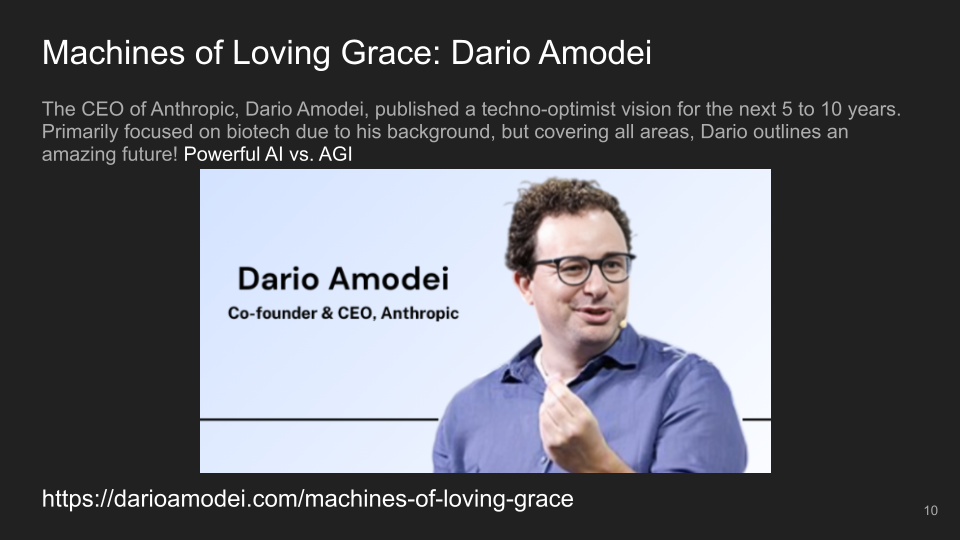 Machines of Loving Grace: Dario Amodei
The CEO of Anthropic, Dario Amodei, published a techno-optimist vision for the next 5 to 10 years.
Primarily focused on biotech due to his background, but covering all areas, Dario outlines an
amazing future! Powerful AI vs. AGI
Dario Amodei
Co-founder & CEO, Anthropic
https://darioamodei.com/machines-of-loving-grace
10